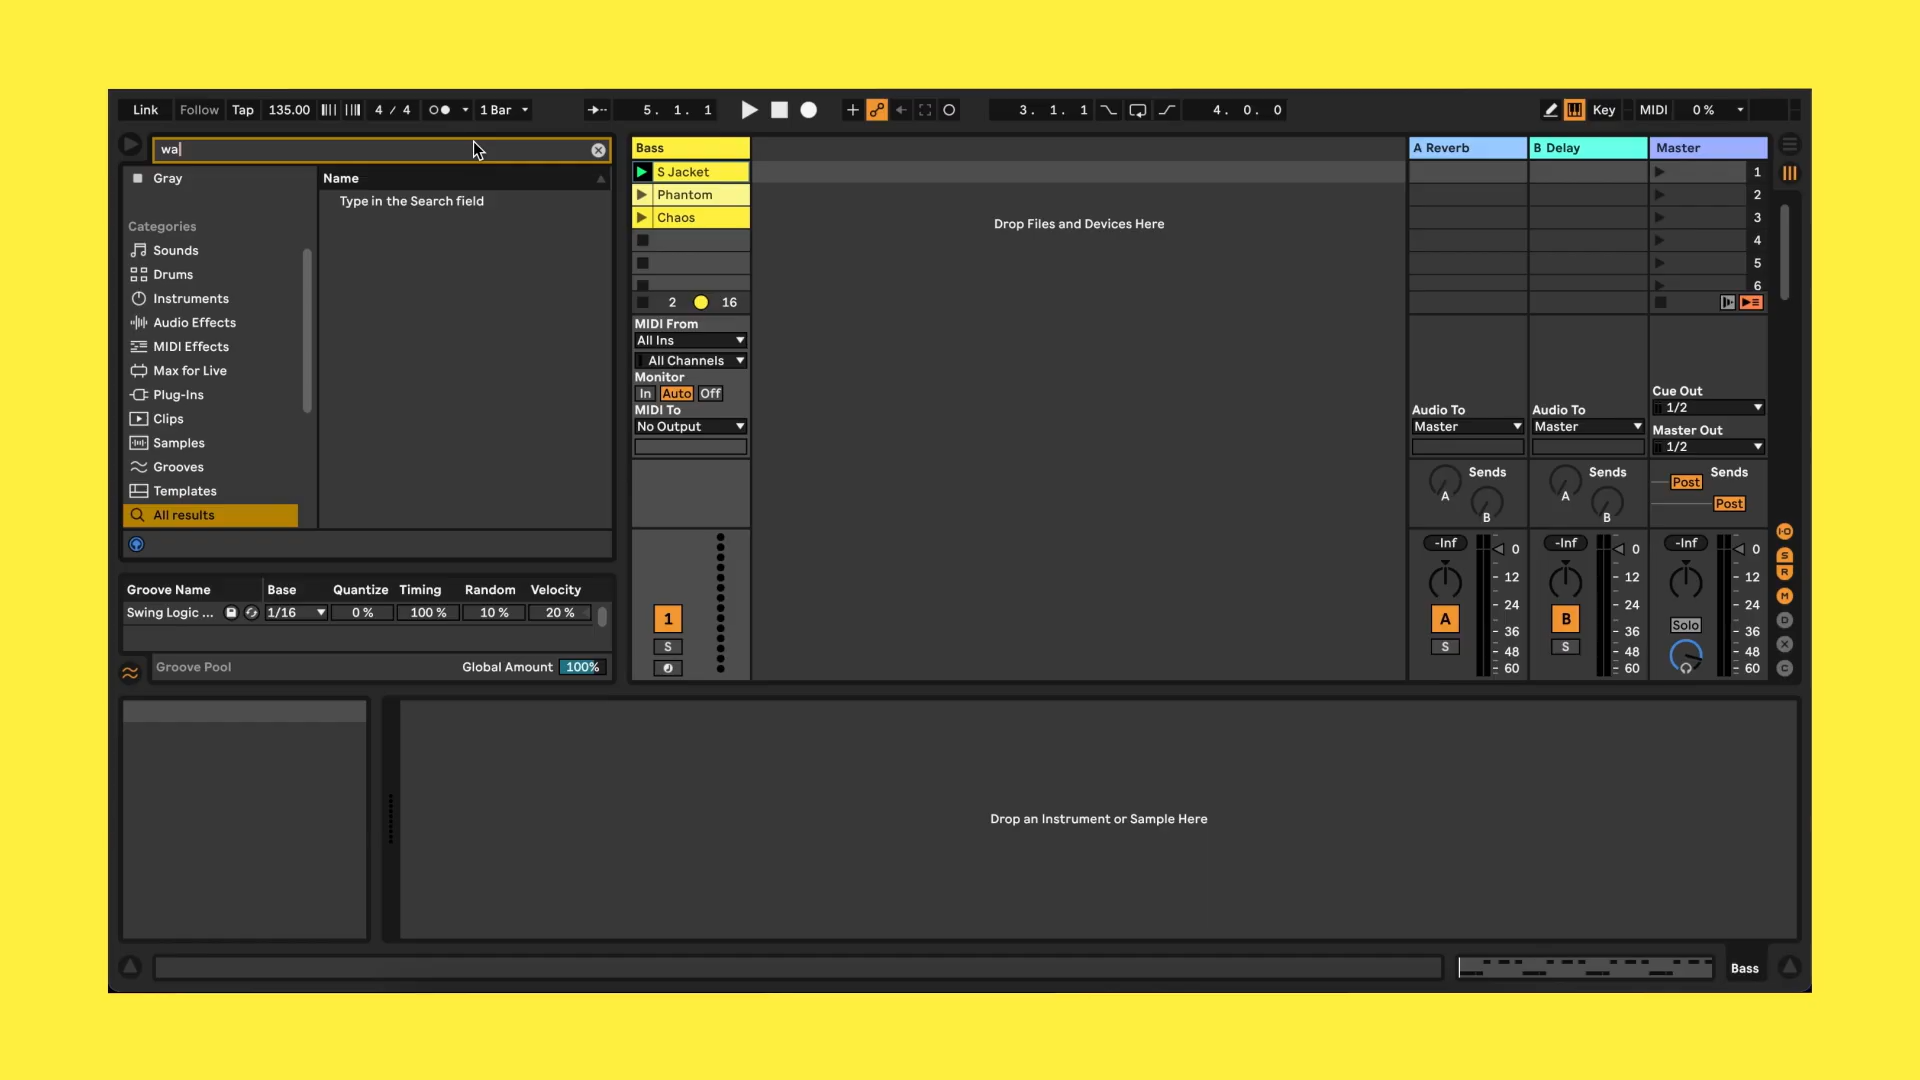 Link Follow Tap 135.00 4 / 4 1 Bar 5. 1. 1 3. 1. 1 4. 0. 0 Key MIDI 0 %
wa
Gray
Categories
Sounds
Drums
Instruments
Audio Effects
MIDI Effects
Max for Live
Plug-Ins
Clips
Samples
Grooves
Templates
All results
Name
Type in the Search field
Groove Name Base Quantize Timing Random Velocity
Swing Logic ... 1/16 0 % 100 % 10 % 20 %
Groove Pool Global Amount 100%
Bass
S Jacket
Phantom
Chaos
2 16
MIDI From
All Ins
All Channels
Monitor
In Auto Off
MIDI To
No Output
1
S
Drop Files and Devices Here
A Reverb
Audio To
Master
Sends
A
B
-Inf
0
12
24
36
48
60
A
S
B Delay
Audio To
Master
Sends
A
B
-Inf
0
12
24
36
48
60
B
S
Master
1
2
3
4
5
6
Cue Out
1/2
Master Out
1/2
Sends
Post
Post
-Inf
0
12
24
36
48
60
Solo
I-O
S
R
M
D
X
C
Drop an Instrument or Sample Here
Bass